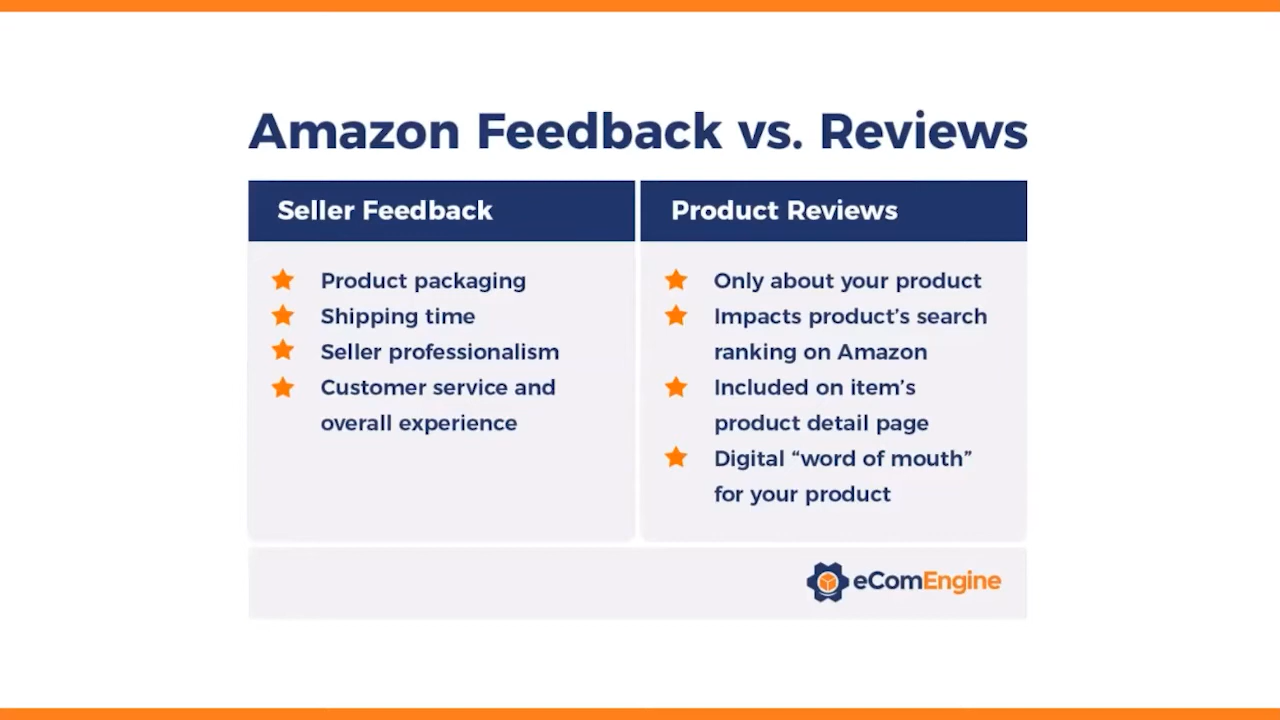 Amazon Feedback vs. Reviews
Seller Feedback
Product packaging
Shipping time
Seller professionalism
Customer service and
overall experience
Product Reviews
Only about your product
Impacts product’s search
ranking on Amazon
Included on item’s
product detail page
Digital “word of mouth”
for your product
eComEngine